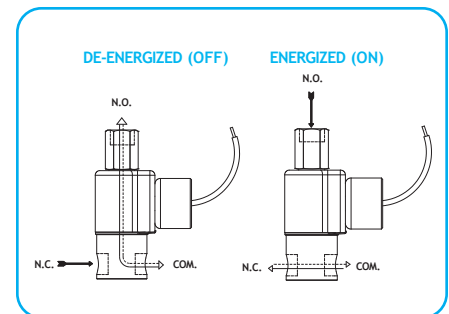 DE-ENERGIZED (OFF)
ENERGIZED (ON)
N.O.
N.O.
N.C.
COM.
N.C.
COM.